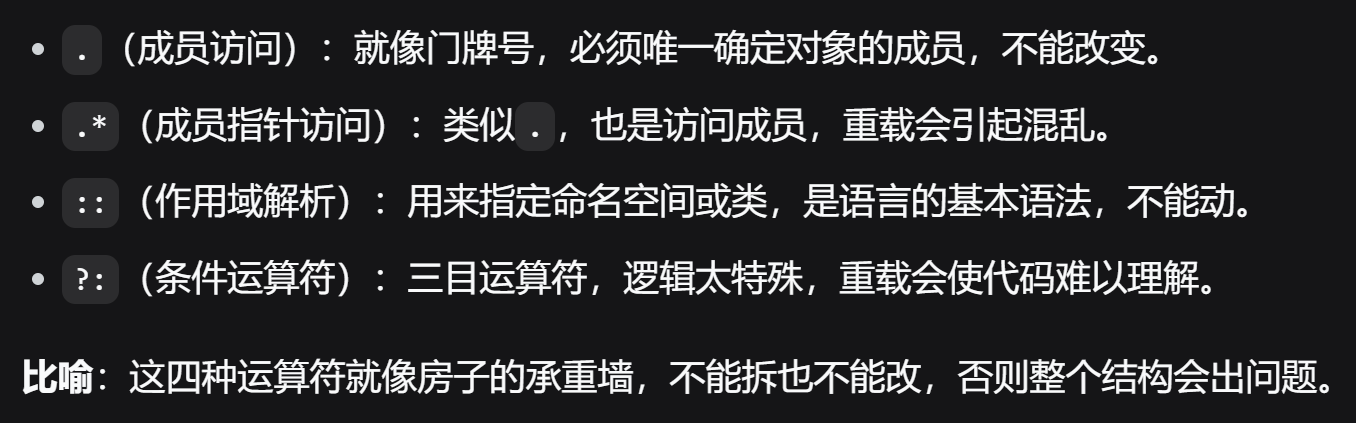 • .（成员访问）：就像门牌号，必须唯一确定对象的成员，不能改变。
• .*（成员指针访问）：类似 . ，也是访问成员，重载会引起混乱。
• ::（作用域解析）：用来指定命名空间或类，是语言的基本语法，不能动。
• ?:（条件运算符）：三目运算符，逻辑太特殊，重载会使代码难以理解。
比喻：这四种运算符就像房子的承重墙，不能拆也不能改，否则整个结构会出问题。